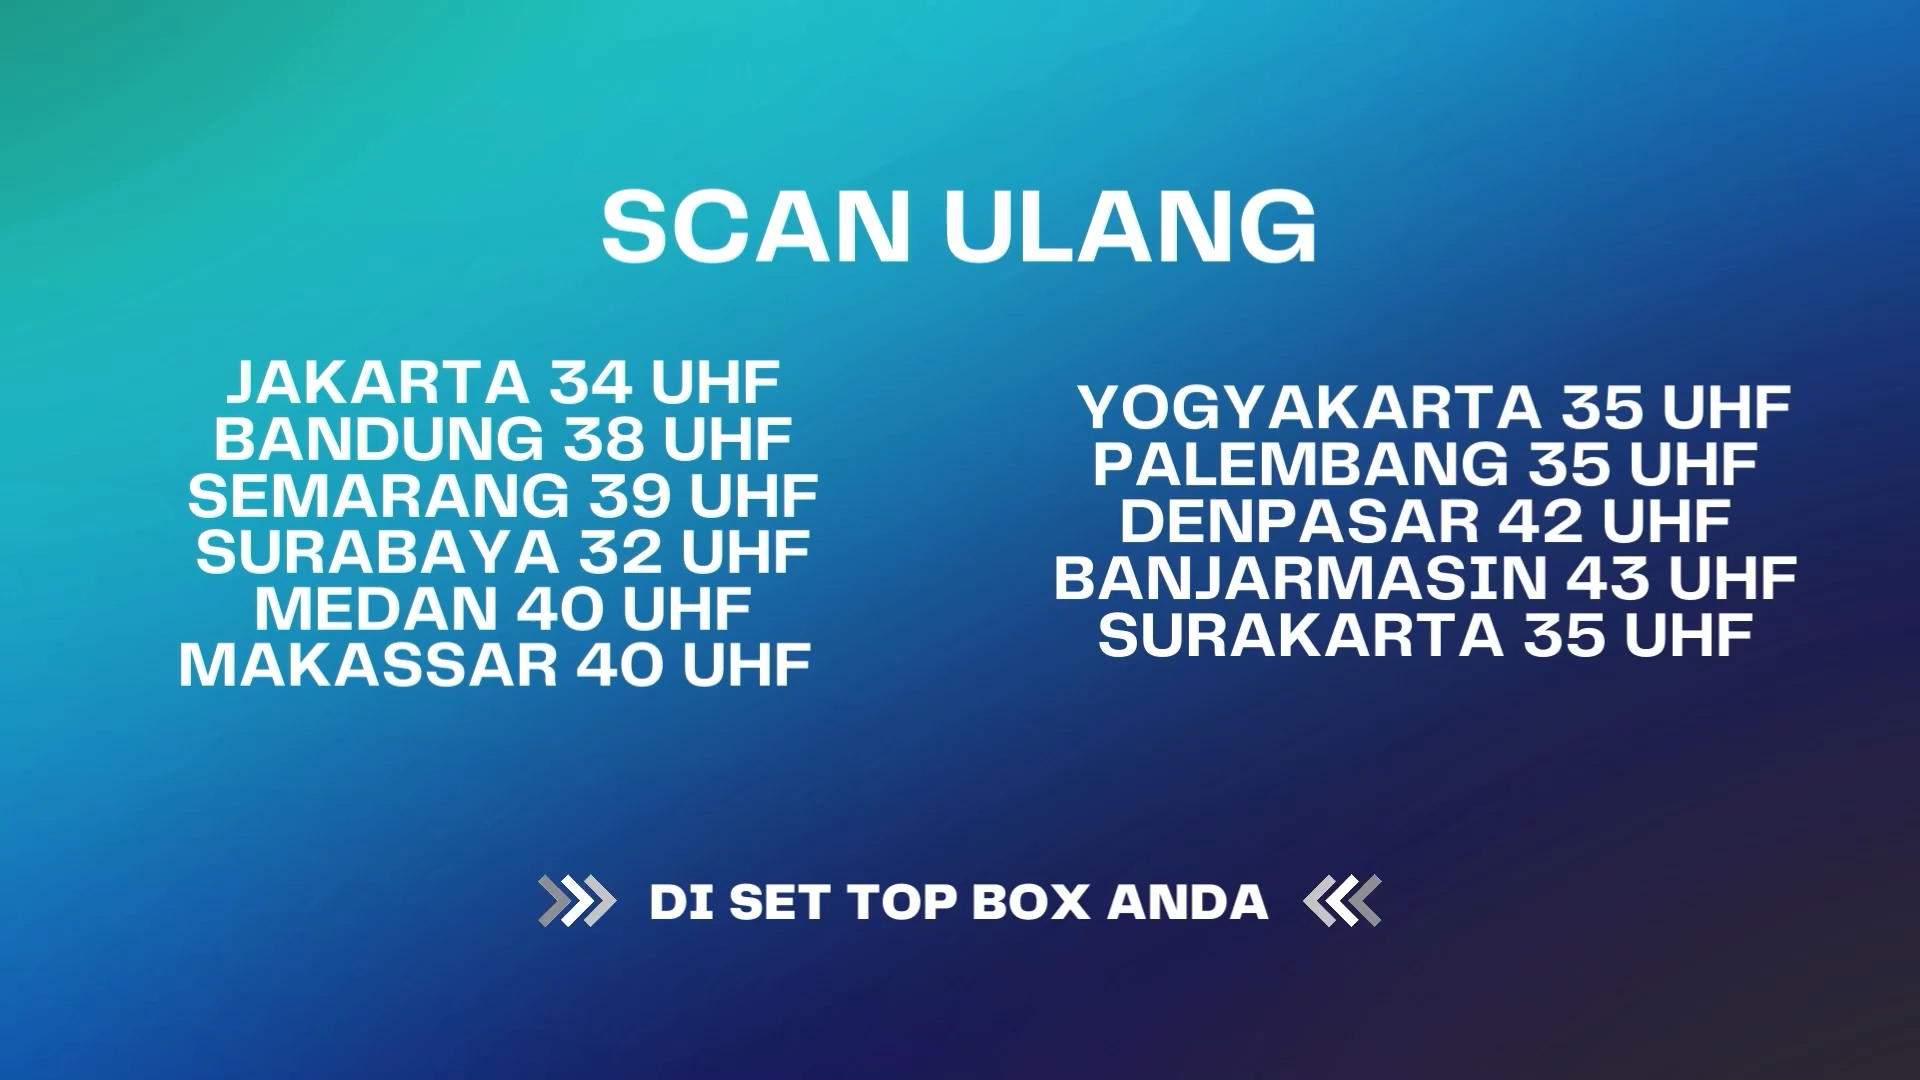 SCAN ULANG
JAKARTA 34 UHF
BANDUNG 38 UHF
SEMARANG 39 UHF
SURABAYA 32 UHF
MEDAN 40 UHF
MAKASSAR 40 UHF
YOGYAKARTA 35 UHF
PALEMBANG 35 UHF
DENPASAR 42 UHF
BANJARMASIN 43 UHF
SURAKARTA 35 UHF
DI SET TOP BOX ANDA